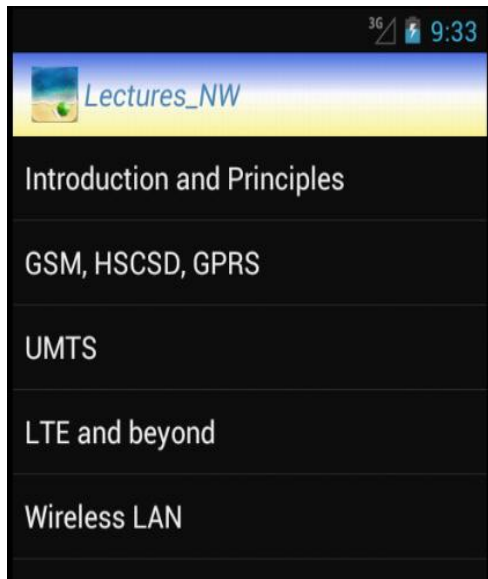 3G 9:33
Lectures_NW
Introduction and Principles
GSM, HSCSD, GPRS
UMTS
LTE and beyond
Wireless LAN